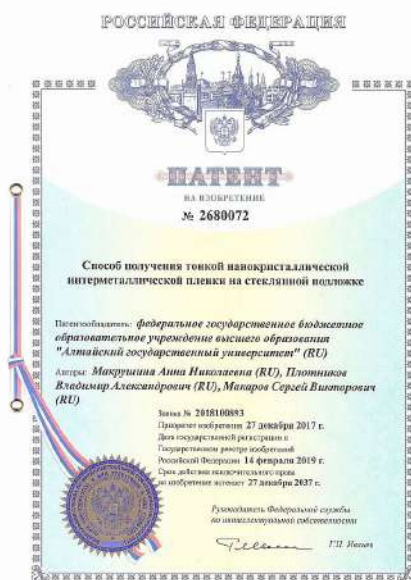 РОССИЙСКАЯ ФЕДЕРАЦИЯ
ПАТЕНТ
НА ИЗОБРЕТЕНИЕ
№ 2680072
Способ получения тонкой нанокристаллической
интерметаллической пленки на стеклянной подложке
Патентообладатель: федеральное государственное бюджетное
образовательное учреждение высшего образования
"Алтайский государственный университет" (RU)
Авторы: Макрушина Анна Николаевна (RU), Плотников
Владимир Александрович (RU), Макаров Сергей Викторович
(RU)
Заявка № 2018100893
Приоритет изобретения 27 декабря 2017 г.
Дата государственной регистрации в
Государственном реестре изобретений
Российской Федерации 14 февраля 2019 г.
Срок действия исключительного права
на изобретение истекает 27 декабря 2037 г.
Руководитель Федеральной службы
по интеллектуальной собственности
Г.П. Ивлиев